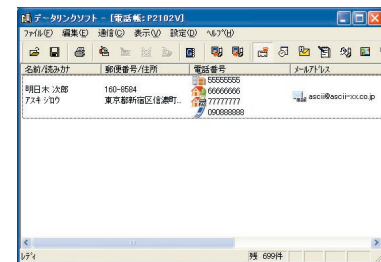 データリンクソフト - [電話帳:P2102V]
ファイル(F) 編集(E) 通信(C) 表示(V) 設定(O) ヘルプ(H)
名前/読みカナ 郵便番号/住所 電話番号 メールアドレス
明日木 次郎 160-8584 55555555
アスキ ジロウ 東京都新宿区信濃町... 66666666 ascii@ascii-xx.co.jp
77777777
090888888
レディ 残 699件